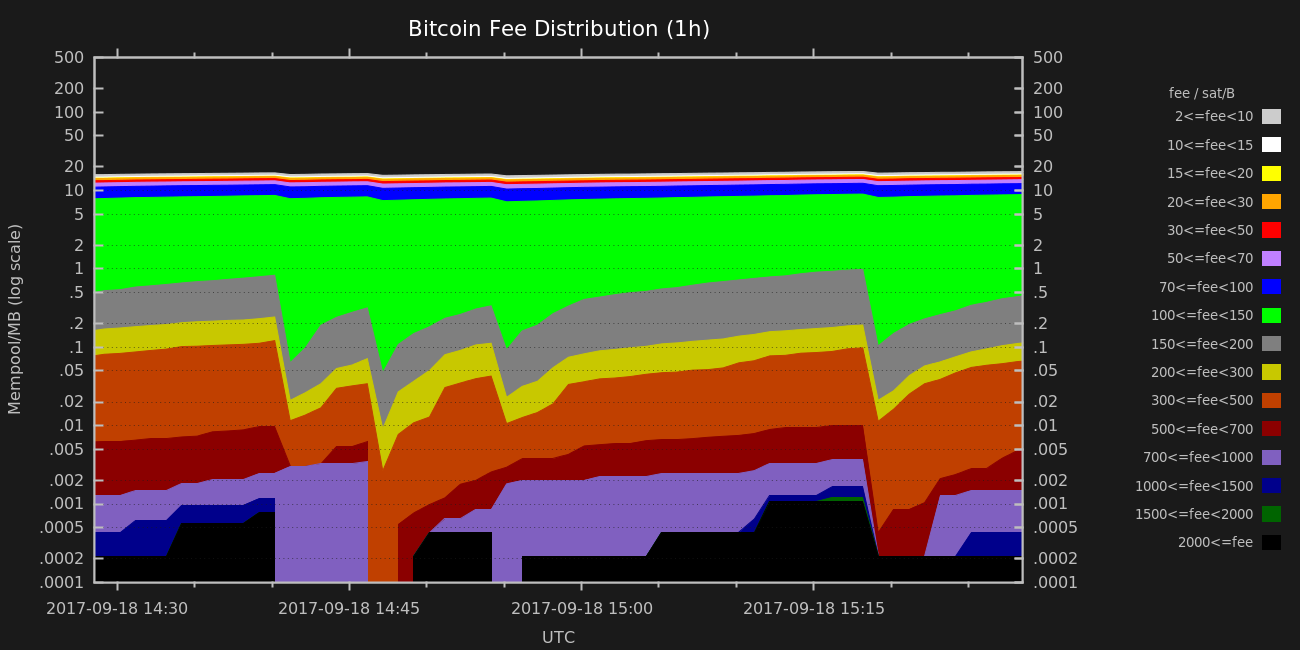 Bitcoin Fee Distribution (1h)
Mempool/MB (log scale)
500
200
100
50
20
10
5
2
1
.5
.2
.1
.05
.02
.01
.005
.002
.001
.0005
.0002
.0001
500
200
100
50
20
10
5
2
1
.5
.2
.1
.05
.02
.01
.005
.002
.001
.0005
.0002
.0001
2017-09-18 14:30
2017-09-18 14:45
2017-09-18 15:00
2017-09-18 15:15
UTC
fee / sat/B
2<=fee<10
10<=fee<15
15<=fee<20
20<=fee<30
30<=fee<50
50<=fee<70
70<=fee<100
100<=fee<150
150<=fee<200
200<=fee<300
300<=fee<500
500<=fee<700
700<=fee<1000
1000<=fee<1500
1500<=fee<2000
2000<=fee